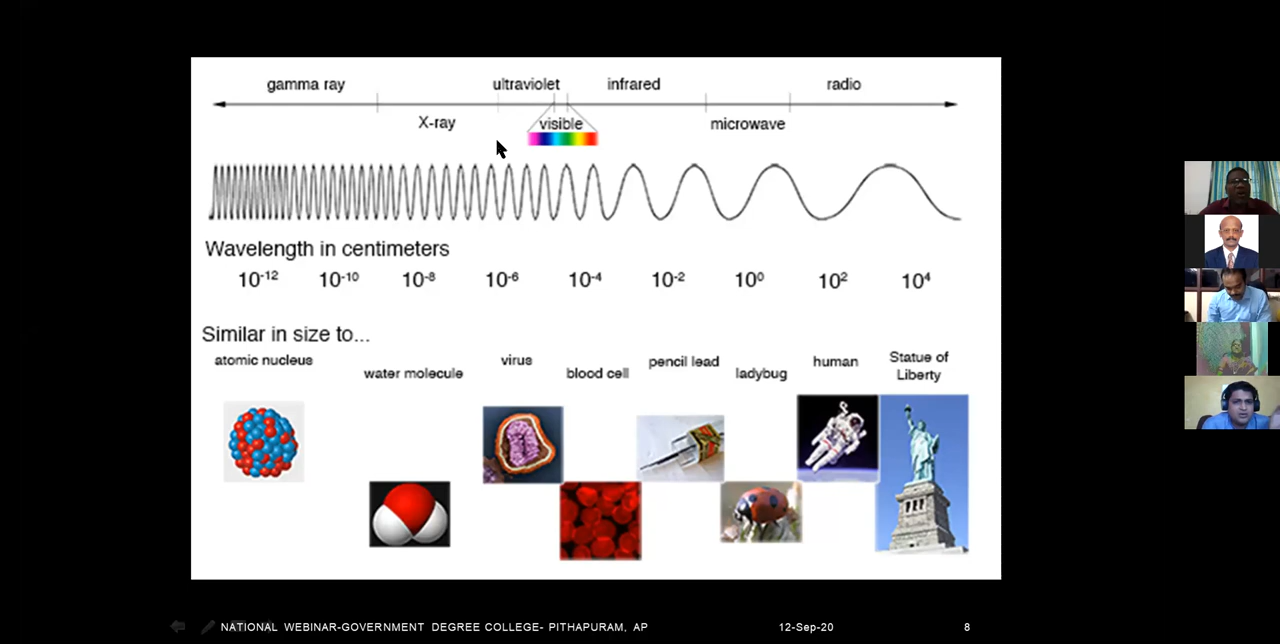 gamma ray ultraviolet infrared radio
X-ray visible microwave
Wavelength in centimeters
10⁻¹² 10⁻¹⁰ 10⁻⁸ 10⁻⁶ 10⁻⁴ 10⁻² 10⁰ 10² 10⁴
Similar in size to...
atomic nucleus
water molecule
virus
blood cell
pencil lead
ladybug
human
Statue of
Liberty
NATIONAL WEBINAR-GOVERNMENT DEGREE COLLEGE- PITHAPURAM, AP 12-Sep-20 8